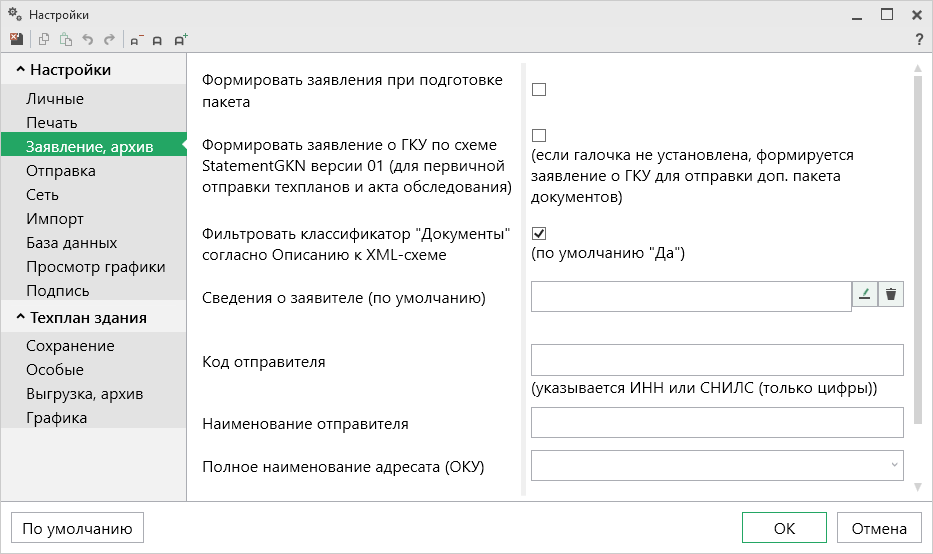 Настройки
?
Настройки
Личные
Печать
Заявление, архив
Отправка
Сеть
Импорт
База данных
Просмотр графики
Подпись
Техплан здания
Сохранение
Особые
Выгрузка, архив
Графика
Формировать заявления при подготовке
пакета
Формировать заявление о ГКУ по схеме
StatementGKN версии 01 (для первичной
отправки техпланов и акта обследования)
(если галочка не установлена, формируется
заявление о ГКУ для отправки доп. пакета
документов)
Фильтровать классификатор "Документы"
согласно Описанию к XML-схеме
(по умолчанию "Да")
Сведения о заявителе (по умолчанию)
Код отправителя
(указывается ИНН или СНИЛС (только цифры))
Наименование отправителя
Полное наименование адресата (ОКУ)
По умолчанию
ОК
Отмена